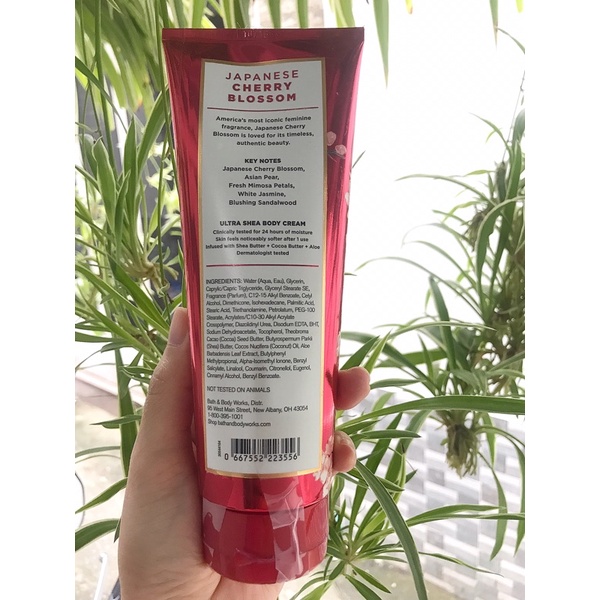 JAPANESE
CHERRY
BLOSSOM
America's most iconic feminine
fragrance, Japanese Cherry
Blossom is loved for its timeless,
authentic beauty.
KEY NOTES
Japanese Cherry Blossom,
Asian Pear,
Fresh Mimosa Petals,
White Jasmine,
Blushing Sandalwood
ULTRA SHEA BODY CREAM
Clinically tested for 24 hours of moisture
Skin feels noticeably softer after 1 use
Infused with Shea Butter + Cocoa Butter + Aloe
Dermatologist tested
INGREDIENTS: Water (Aqua, Eau), Glycerin,
Caprylic/Capric Triglyceride, Glyceryl Stearate SE,
Fragrance (Parfum), C12-15 Alkyl Benzoate, Cetyl
Alcohol, Dimethicone, Isohexadecane, Palmitic Acid,
Stearic Acid, Triethanolamine, Petrolatum, PEG-100
Stearate, Acrylates/C10-30 Alkyl Acrylate
Crosspolymer, Diazolidinyl Urea, Disodium EDTA, BHT,
Sodium Dehydroacetate, Tocopherol, Theobroma
Cacao (Cocoa) Seed Butter, Butyrospermum Parkii
(Shea) Butter, Cocos Nucifera (Coconut) Oil, Aloe
Barbadensis Leaf Extract, Butylphenyl
Methylpropional, Alpha-Isomethyl Ionone, Benzyl
Salicylate, Linalool, Coumarin, Citronellol, Eugenol,
Cinnamyl Alcohol, Benzyl Benzoate.
NOT TESTED ON ANIMALS
Bath & Body Works, Distr.
95 West Main Street, New Albany, OH 43054
1-800-395-1001
Shop bathandbodyworks.com
0 667552 223556